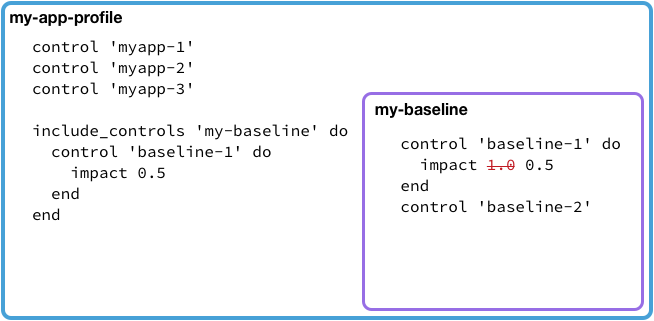 my-app-profile
control 'myapp-1'
control 'myapp-2'
control 'myapp-3'
include_controls 'my-baseline' do
control 'baseline-1' do
impact 0.5
end
end
my-baseline
control 'baseline-1' do
impact 1.0 0.5
end
control 'baseline-2'